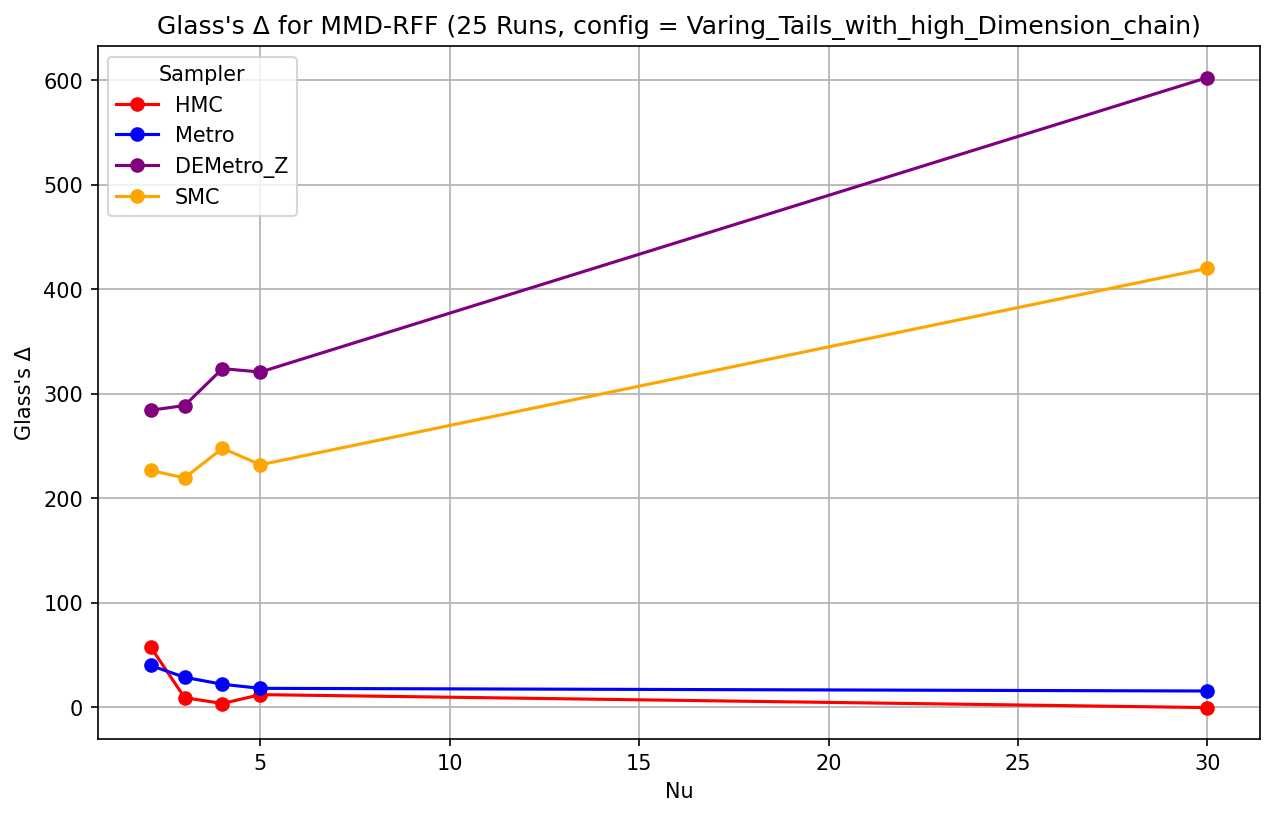 Glass's Δ for MMD-RFF (25 Runs, config = Varing_Tails_with_high_Dimension_chain)
Sampler
HMC
Metro
DEMetro_Z
SMC
Glass's Δ
600
500
400
300
200
100
0
5
10
15
20
25
30
Nu